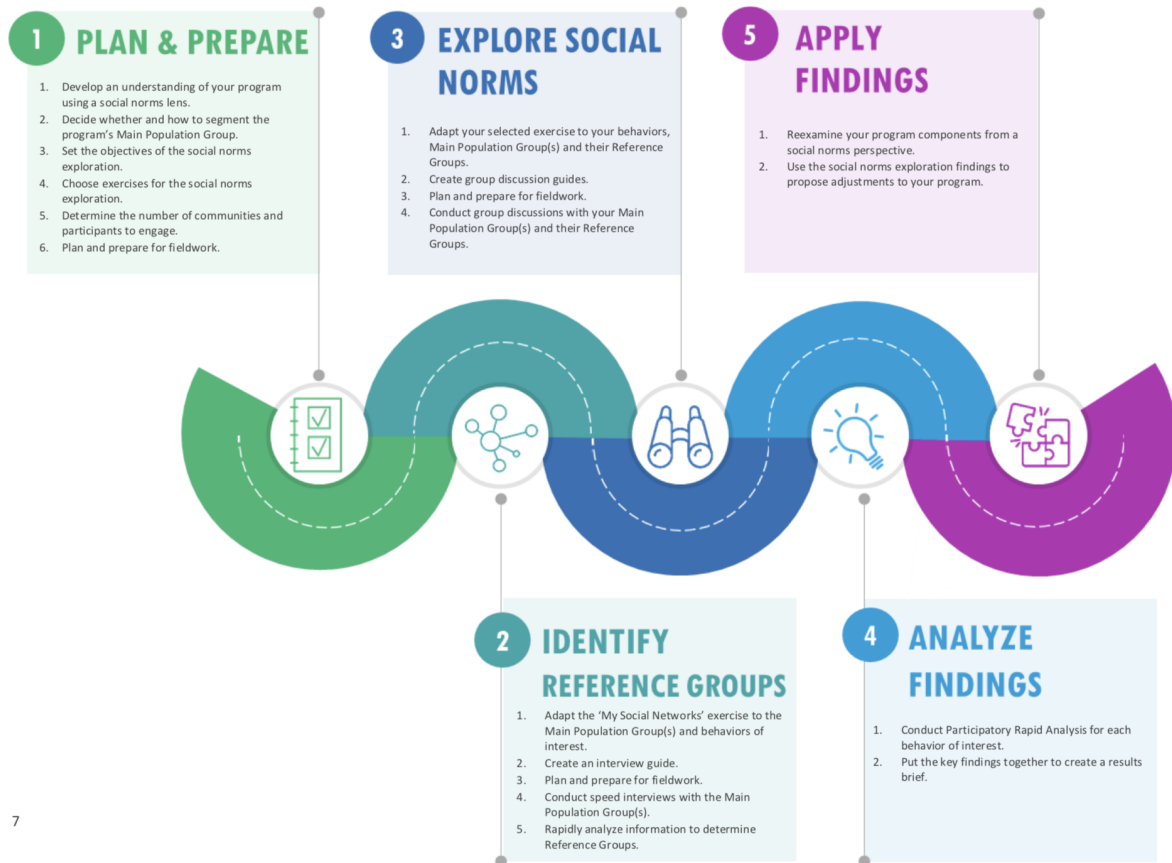 1 PLAN & PREPARE
1. Develop an understanding of your program
using a social norms lens.
2. Decide whether and how to segment the
program's Main Population Group.
3. Set the objectives of the social norms
exploration.
4. Choose exercises for the social norms
exploration.
5. Determine the number of communities and
participants to engage.
6. Plan and prepare for fieldwork.
3 EXPLORE SOCIAL
NORMS
1. Adapt your selected exercise to your behaviors,
Main Population Group(s) and their Reference
Groups.
2. Create group discussion guides.
3. Plan and prepare for fieldwork.
4. Conduct group discussions with your Main
Population Group(s) and their Reference
Groups.
5 APPLY
FINDINGS
1. Reexamine your program components from a
social norms perspective.
2. Use the social norms exploration findings to
propose adjustments to your program.
2 IDENTIFY
REFERENCE GROUPS
1. Adapt the ‘My Social Networks’ exercise to the
Main Population Group(s) and behaviors of
interest.
2. Create an interview guide.
3. Plan and prepare for fieldwork.
4. Conduct speed interviews with the Main
Population Group(s).
5. Rapidly analyze information to determine
Reference Groups.
4 ANALYZE
FINDINGS
1. Conduct Participatory Rapid Analysis for each
behavior of interest.
2. Put the key findings together to create a results
brief.
7